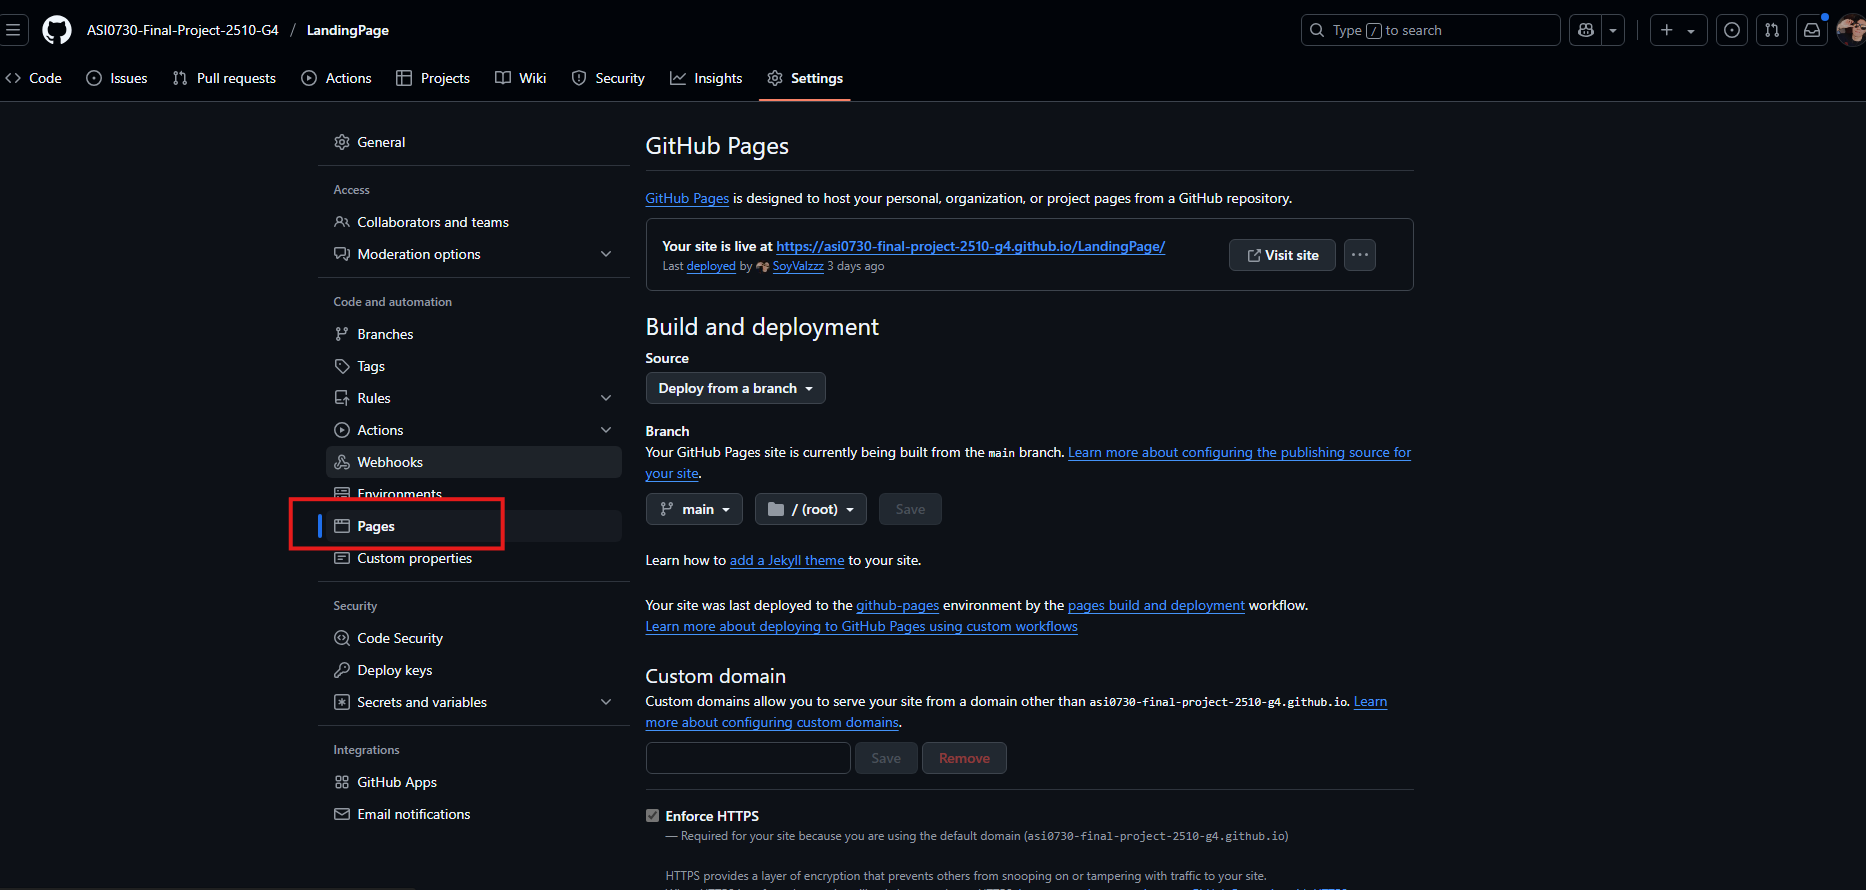 ASI0730-Final-Project-2510-G4 / LandingPage
Type / to search
Code
Issues
Pull requests
Actions
Projects
Wiki
Security
Insights
Settings
General
Access
Collaborators and teams
Moderation options
Code and automation
Branches
Tags
Rules
Actions
Webhooks
Environments
Pages
Custom properties
Security
Code Security
Deploy keys
Secrets and variables
Integrations
GitHub Apps
Email notifications
GitHub Pages
GitHub Pages is designed to host your personal, organization, or project pages from a GitHub repository.
Your site is live at https://asi0730-final-project-2510-g4.github.io/LandingPage/
Last deployed by SoyValzzz 3 days ago
Visit site
Build and deployment
Source
Deploy from a branch
Branch
Your GitHub Pages site is currently being built from the main branch. Learn more about configuring the publishing source for
your site.
main
/ (root)
Save
Learn how to add a Jekyll theme to your site.
Your site was last deployed to the github-pages environment by the pages build and deployment workflow.
Learn more about deploying to GitHub Pages using custom workflows
Custom domain
Custom domains allow you to serve your site from a domain other than asi0730-final-project-2510-g4.github.io. Learn
more about configuring custom domains.
Save
Remove
Enforce HTTPS
— Required for your site because you are using the default domain (asi0730-final-project-2510-g4.github.io)
HTTPS provides a layer of encryption that prevents others from snooping on or tampering with traffic to your site.